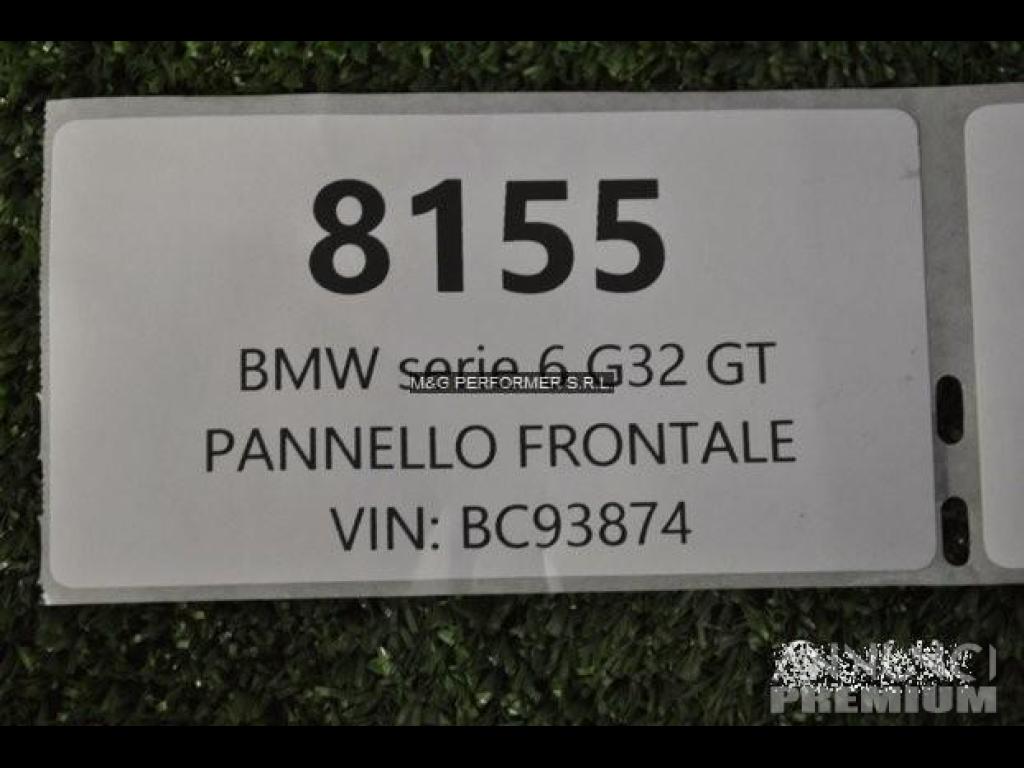 8155
BMW serie 6 G32 GT
M&G PERFORMER S.R.L.
PANNELLO FRONTALE
VIN: BC93874
PREMIUM